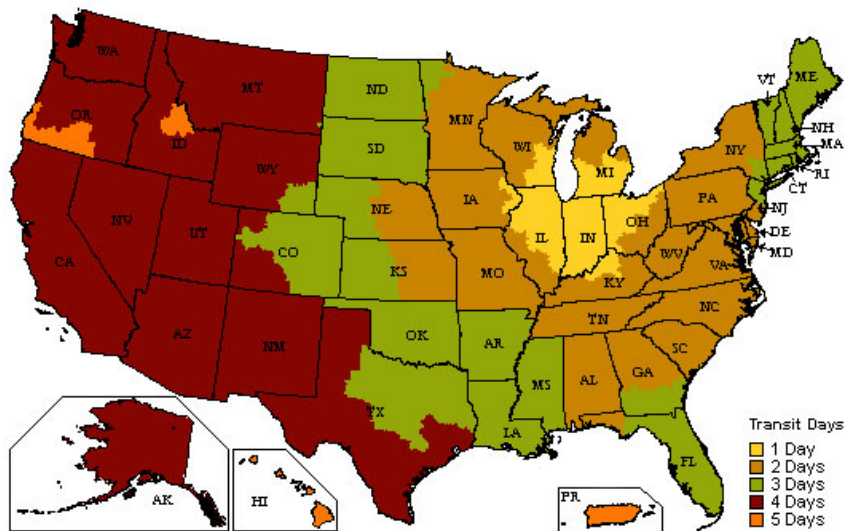 WA
MT
ND
MN
VT
ME
OR
ID
SD
WI
MI
NY
NH
MA
RI
CT
WY
IA
PA
NJ
NE
NV
UT
CO
IL
IN
OH
DE
MD
WV
VA
CA
KS
MO
KY
NC
TN
AZ
NM
OK
AR
SC
MS
AL
GA
TX
LA
FL
AK
HI
PR
Transit Days
1 Day
2 Days
3 Days
4 Days
5 Days